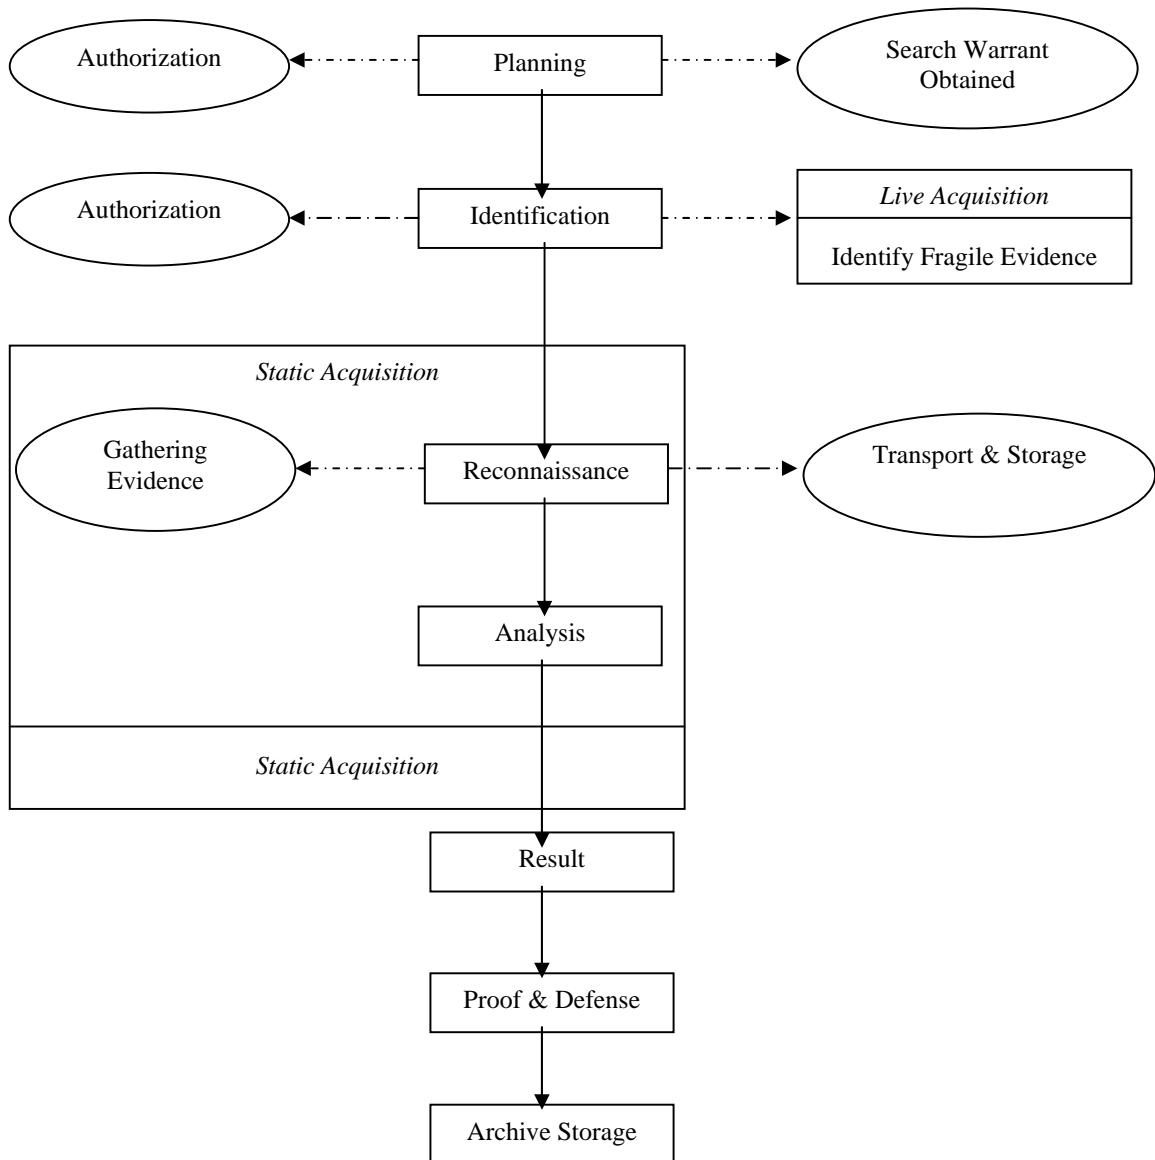 Authorization
Planning
Search Warrant
Obtained
Authorization
Identification
Live Acquisition
Identify Fragile Evidence
Static Acquisition
Gathering
Evidence
Reconnaissance
Transport & Storage
Analysis
Static Acquisition
Result
Proof & Defense
Archive Storage